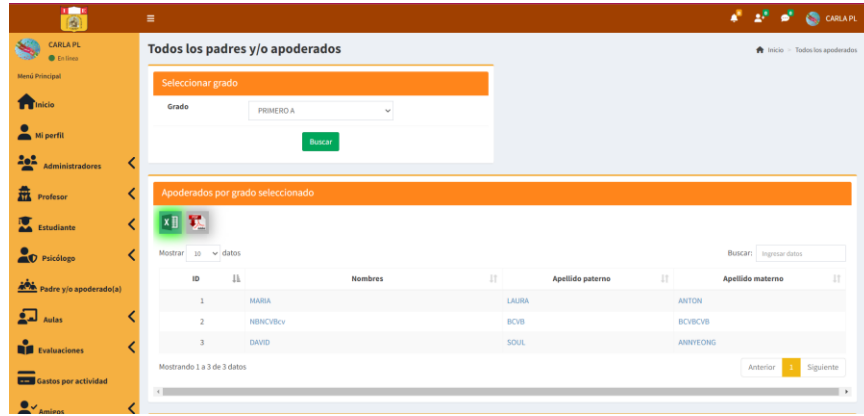 CARLA PL
CARLA PL
En línea
Menú Principal
Inicio
Mi perfil
Administradores
Profesor
Estudiante
Psicólogo
Padre y/o apoderado(a)
Aulas
Evaluaciones
Gastos por actividad
Amigos
Todos los padres y/o apoderados
Inicio > Todos los apoderados
Seleccionar grado
Grado PRIMERO A
Buscar
Apoderados por grado seleccionado
Mostrar 10 datos Buscar: Ingresar datos
ID Nombres Apellido paterno Apellido materno
1 MARIA LAURA ANTON
2 NBNCVBcv BCVB BCVBCVB
3 DAVID SOUL ANNYEONG
Mostrando 1 a 3 de 3 datos Anterior 1 Siguiente